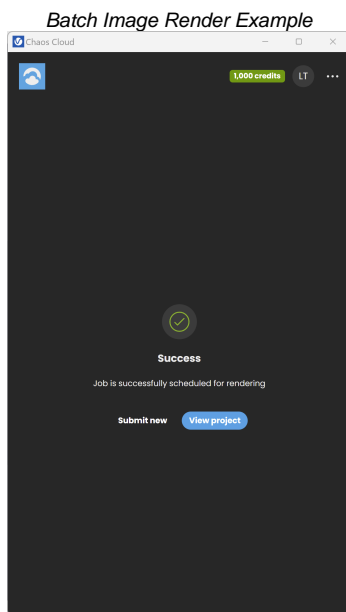 Batch Image Render Example
Chaos Cloud
1,000 credits LT
Success
Job is successfully scheduled for rendering
Submit new View project